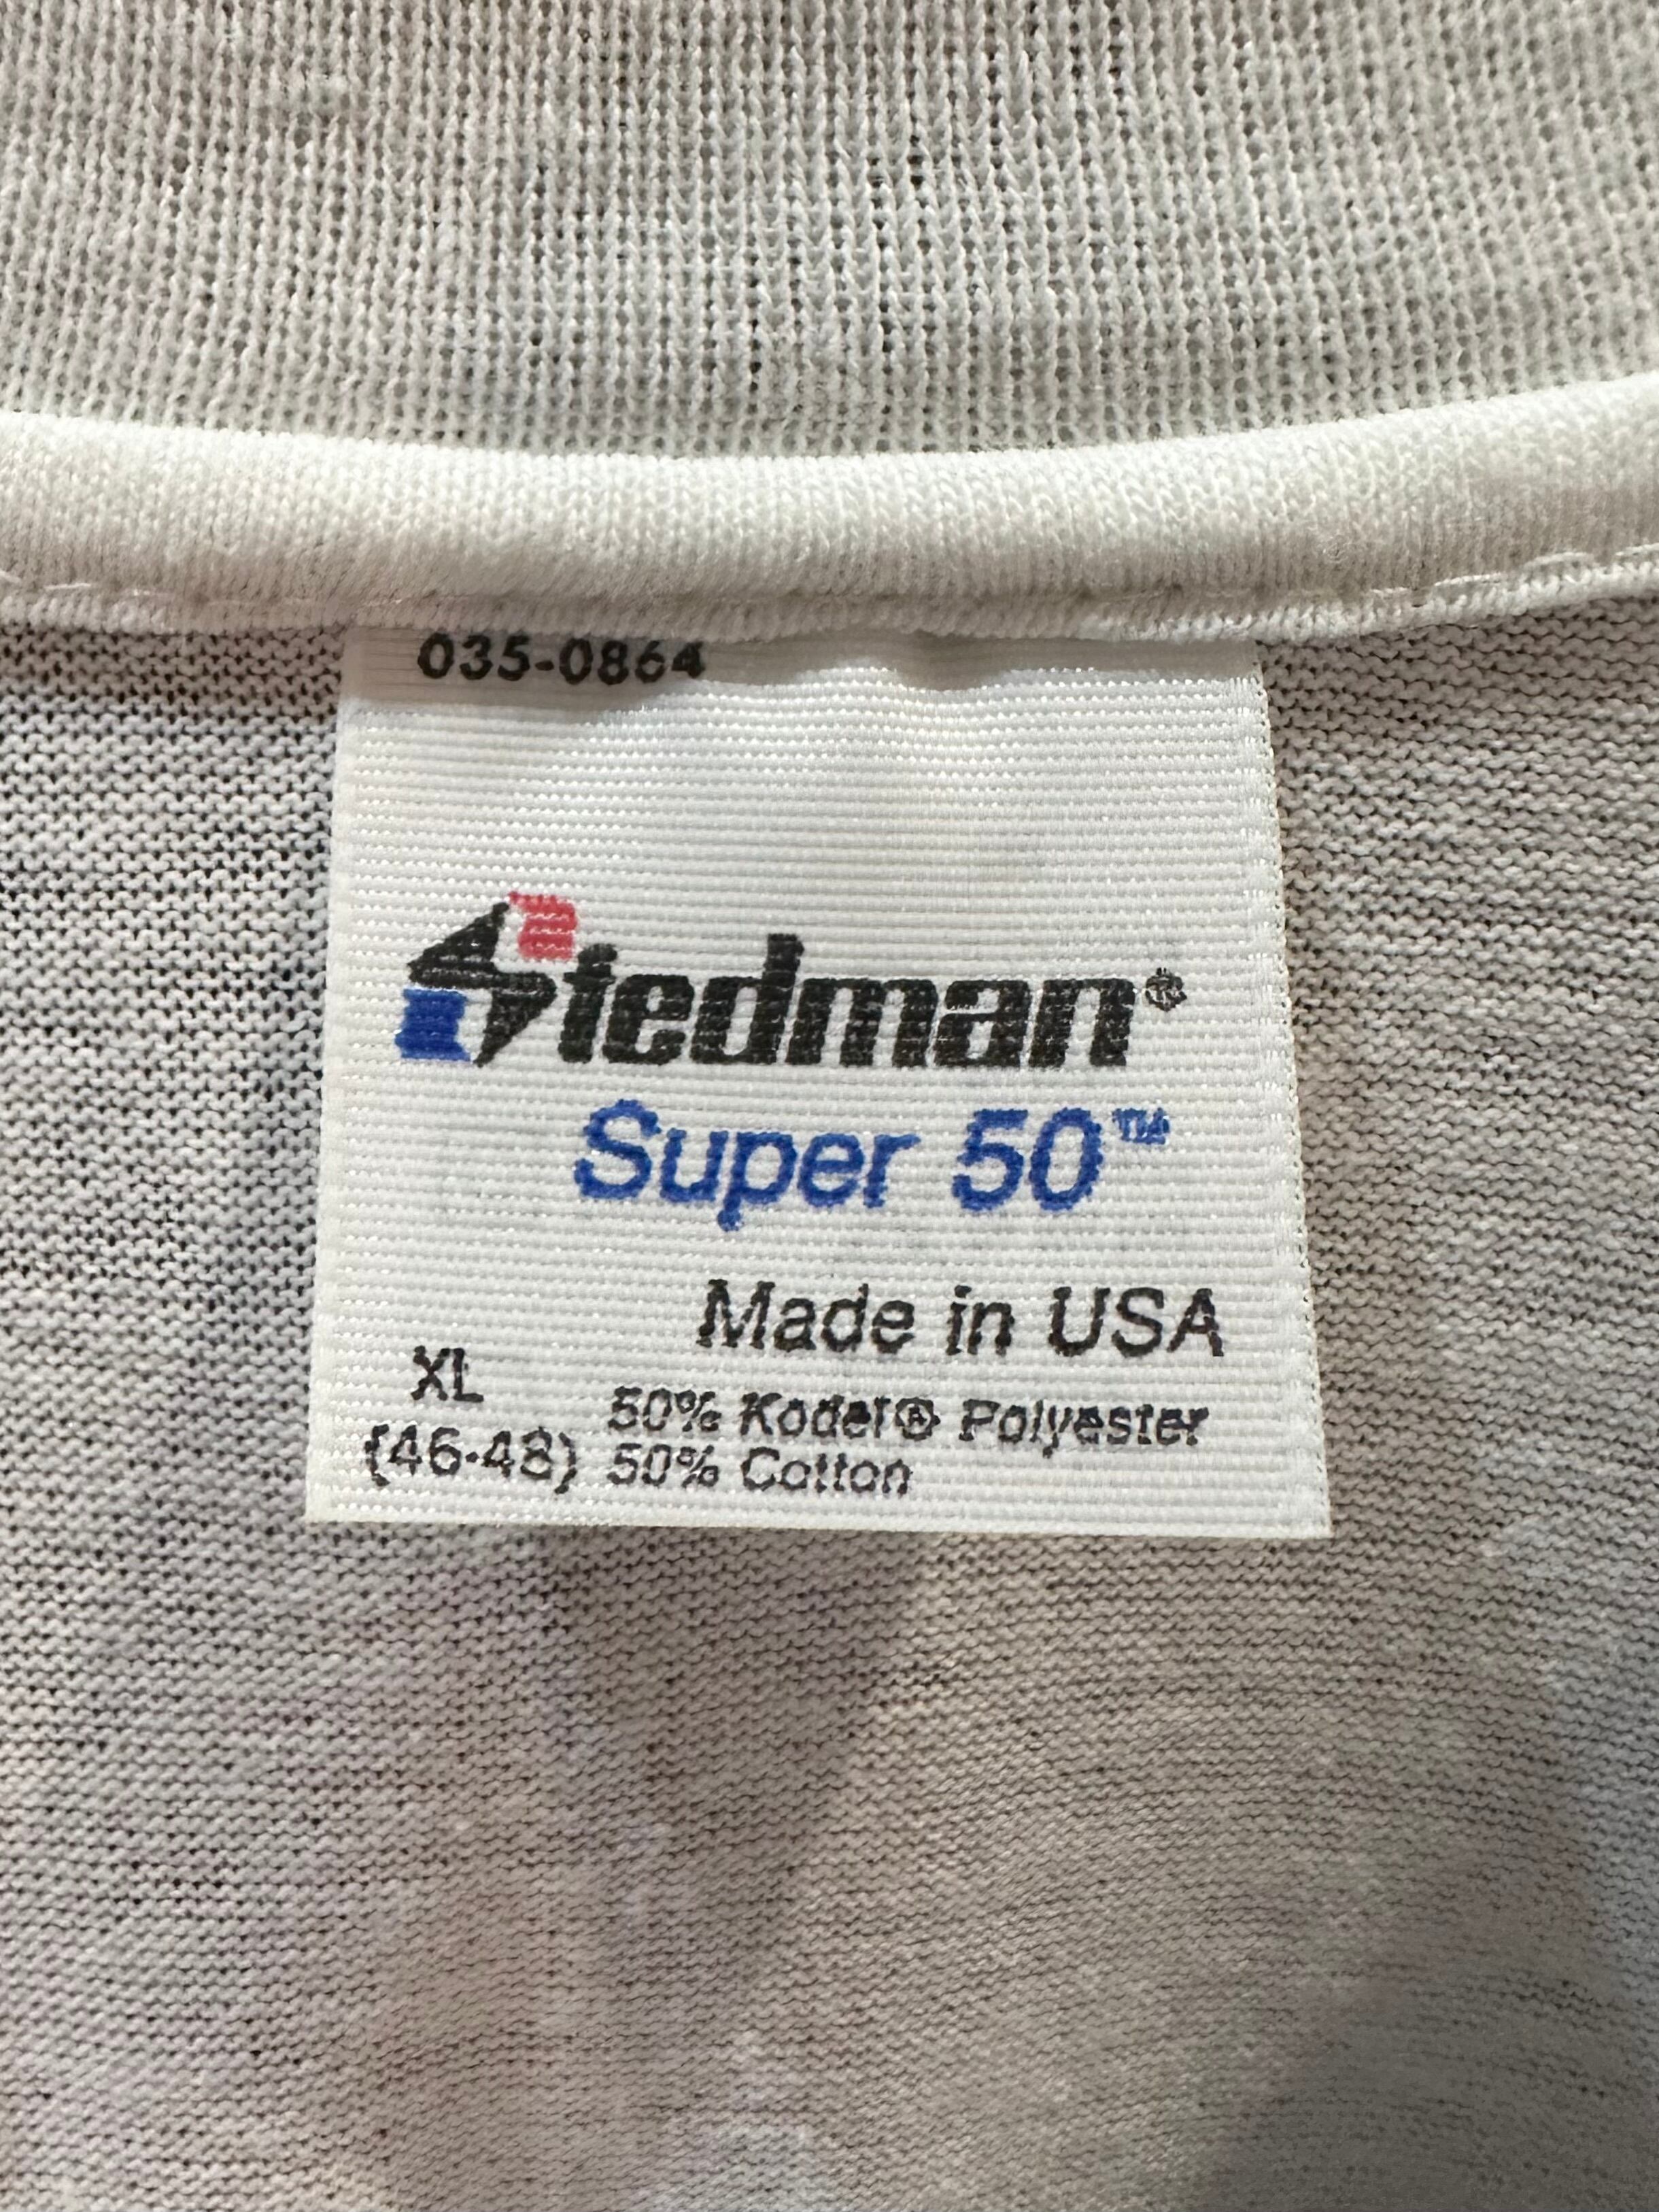 035-0864
Stedman®
Super 50™
Made in USA
XL
(46-48)
50% Kodel® Polyester
50% Cotton